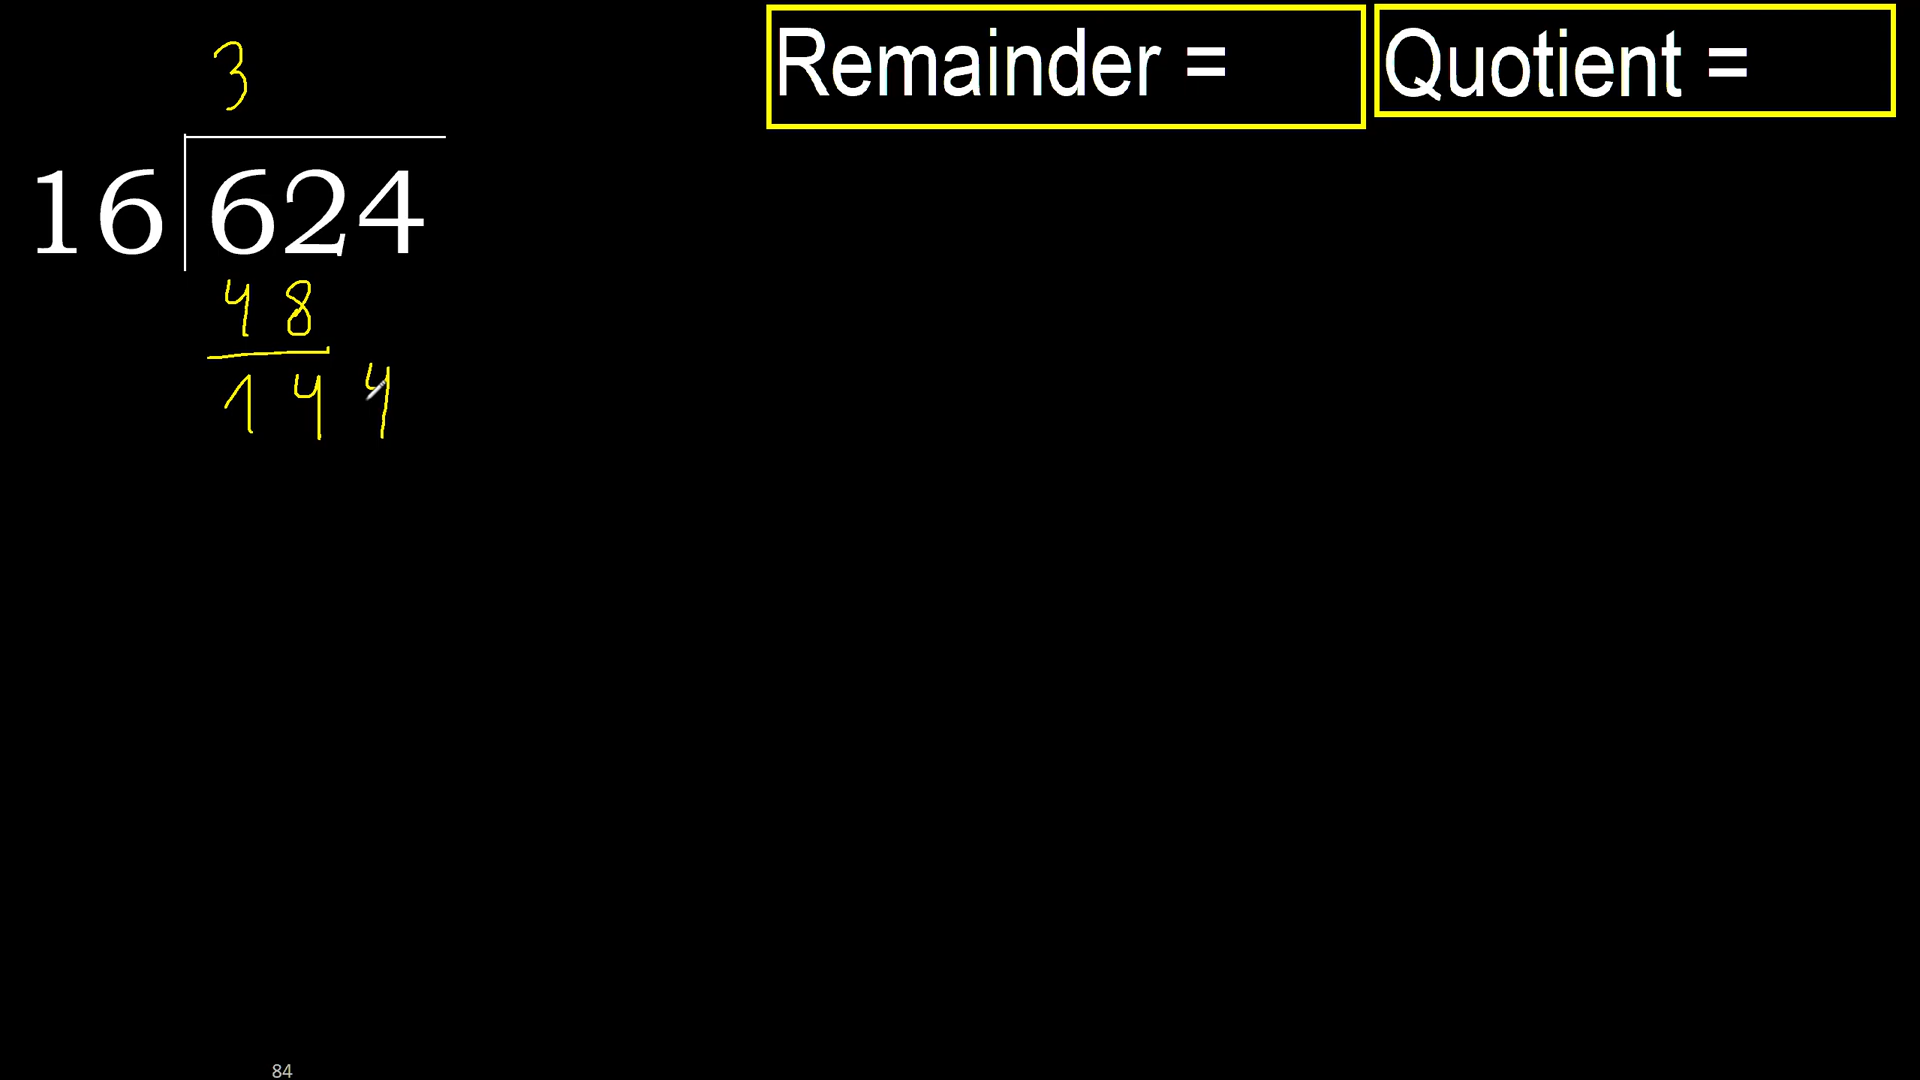 Remainder =
Quotient =
3
16 624
48
144
84